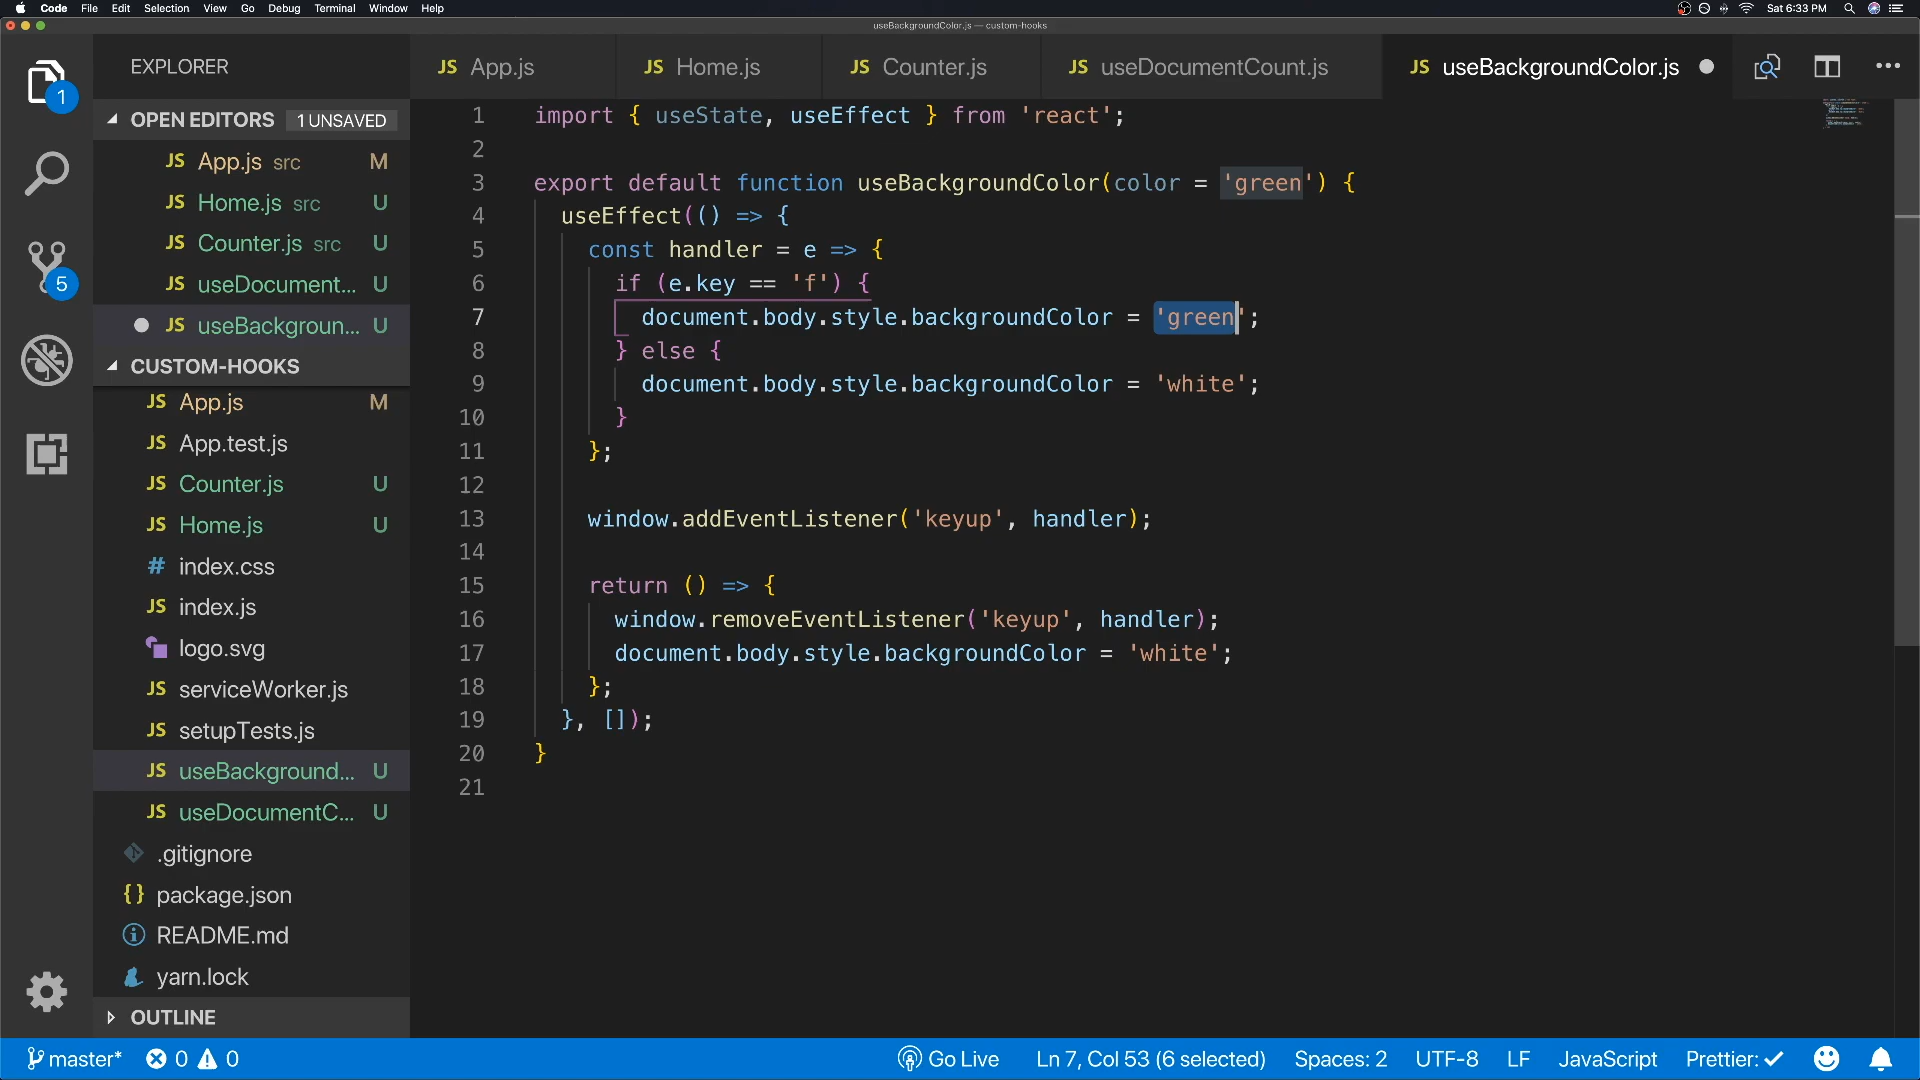 Code File Edit Selection View Go Debug Terminal Window Help Sat 6:33 PM
useBackgroundColor.js — custom-hooks
EXPLORER
JS App.js JS Home.js JS Counter.js JS useDocumentCount.js JS useBackgroundColor.js
1
OPEN EDITORS 1 UNSAVED
JS App.js src M
JS Home.js src U
JS Counter.js src U
JS useDocument... U
JS useBackgroun... U
5
CUSTOM-HOOKS
JS App.js M
JS App.test.js
JS Counter.js U
JS Home.js U
# index.css
JS index.js
logo.svg
JS serviceWorker.js
JS setupTests.js
JS useBackground... U
JS useDocumentC... U
.gitignore
{} package.json
README.md
yarn.lock
OUTLINE
1 import { useState, useEffect } from 'react';
2
3 export default function useBackgroundColor(color = 'green') {
4 useEffect(() => {
5 const handler = e => {
6 if (e.key == 'f') {
7 document.body.style.backgroundColor = 'green';
8 } else {
9 document.body.style.backgroundColor = 'white';
10 }
11 };
12
13 window.addEventListener('keyup', handler);
14
15 return () => {
16 window.removeEventListener('keyup', handler);
17 document.body.style.backgroundColor = 'white';
18 };
19 }, []);
20 }
21
master* 0 0 Go Live Ln 7, Col 53 (6 selected) Spaces: 2 UTF-8 LF JavaScript Prettier: ✓